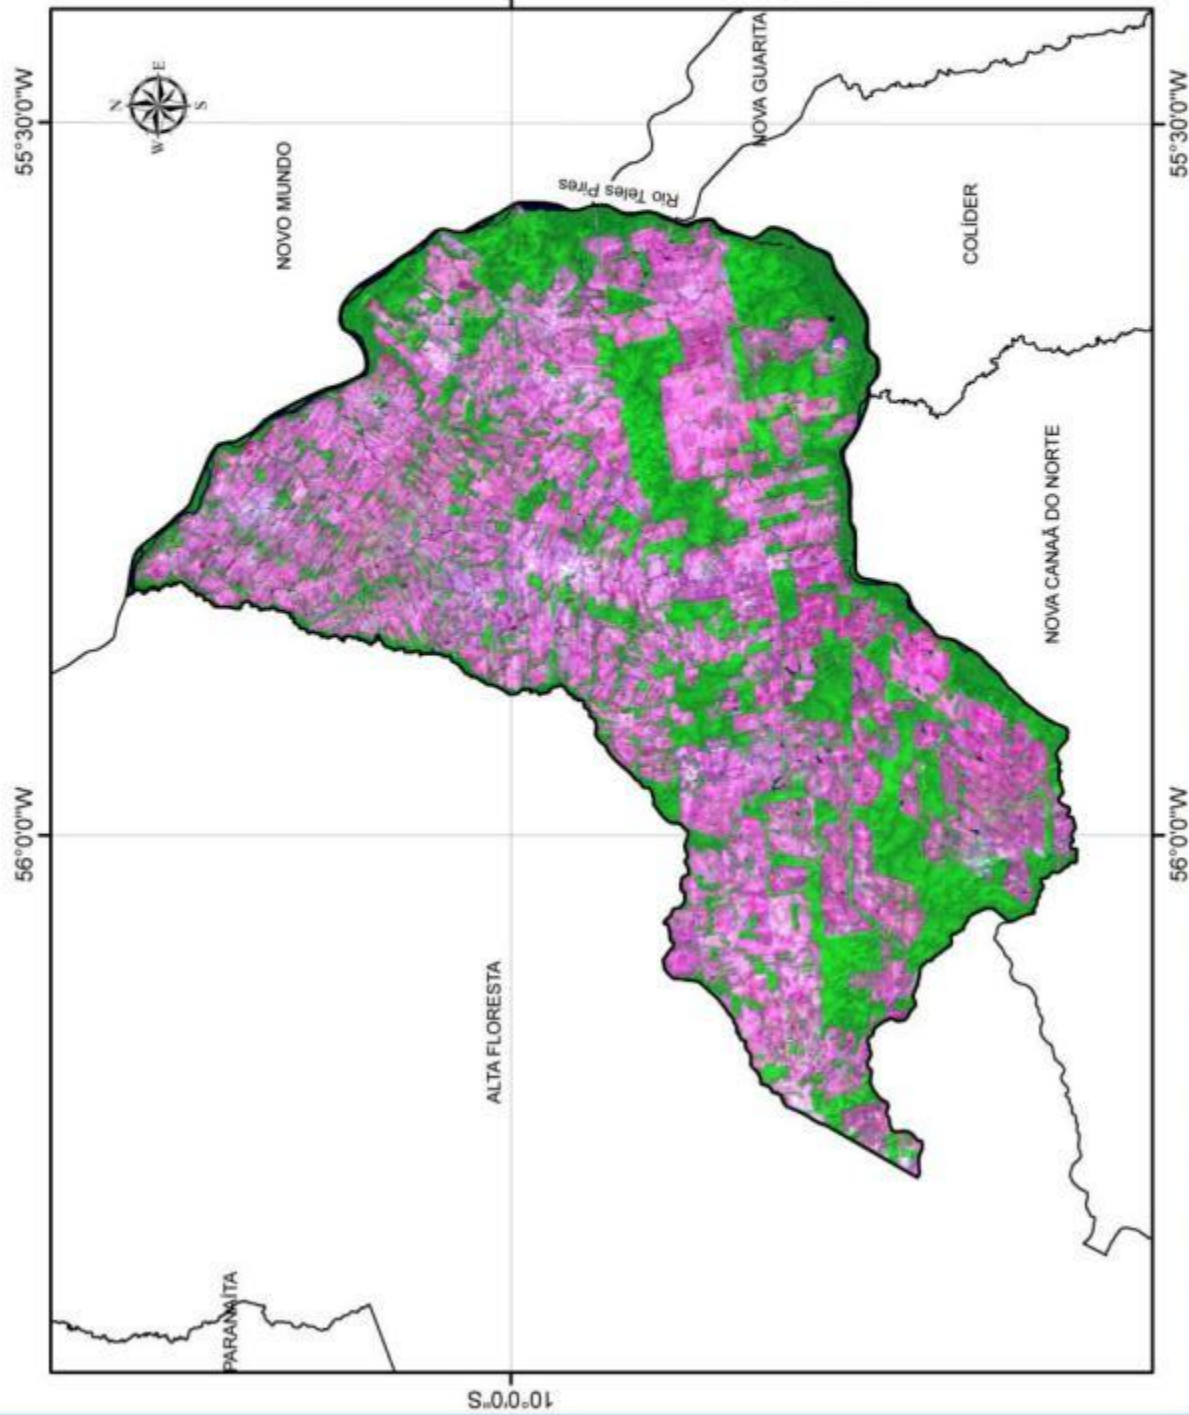 56°0'0"W
55°30'0"W
N
E
W
S
PARANAÍTA
NOVO MUNDO
ALTA FLORESTA
Rio Teles Pires
NOVA GUARITA
COLÍDER
NOVA CANAÃ DO NORTE
10°0'0"S
56°0'0"W
55°30'0"W